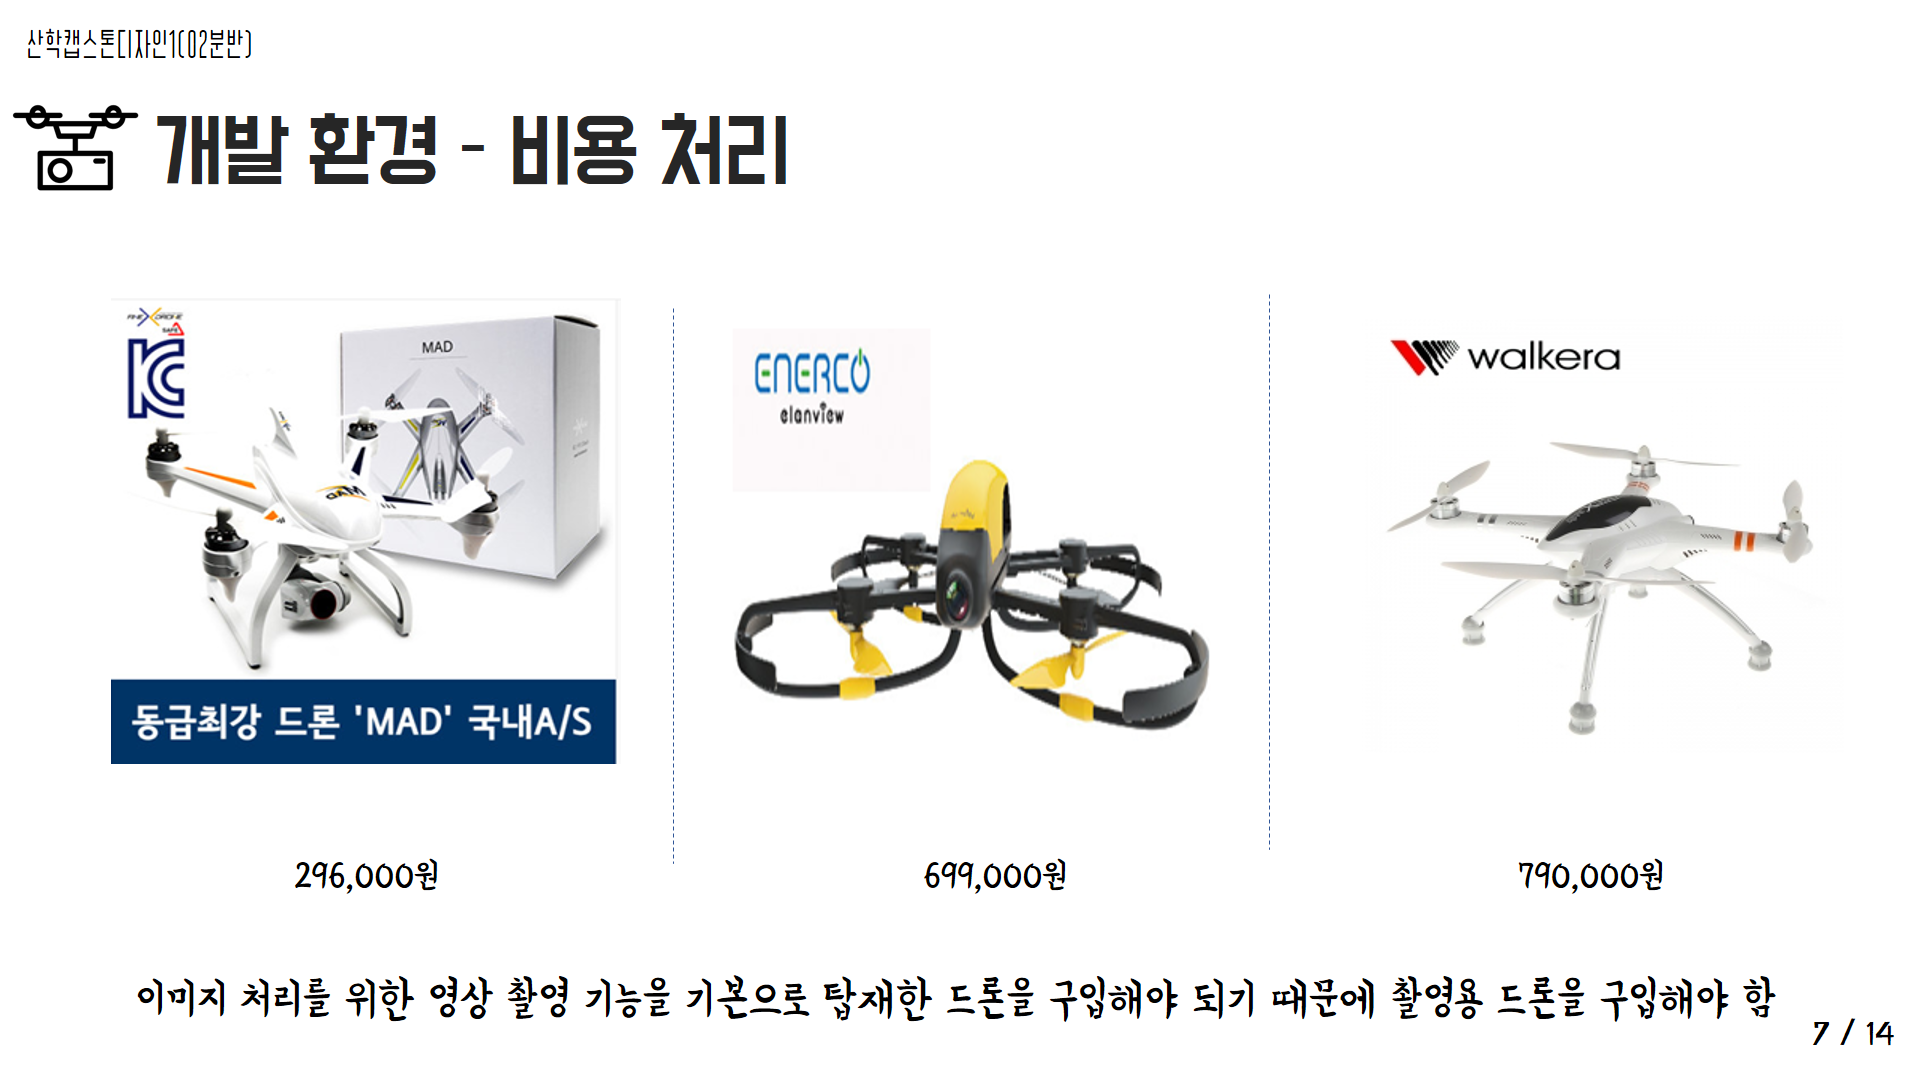 산학캡스톤디자인1(02분반)
개발 환경 - 비용 처리
SAFE
MAD
MAD
동급최강 드론 'MAD' 국내A/S
ENERCO
elanview
walkera
296,000원
699,000원
790,000원
이미지 처리를 위한 영상 촬영 기능을 기본으로 탑재한 드론을 구입해야 되기 때문에 촬영용 드론을 구입해야 함
7 / 14